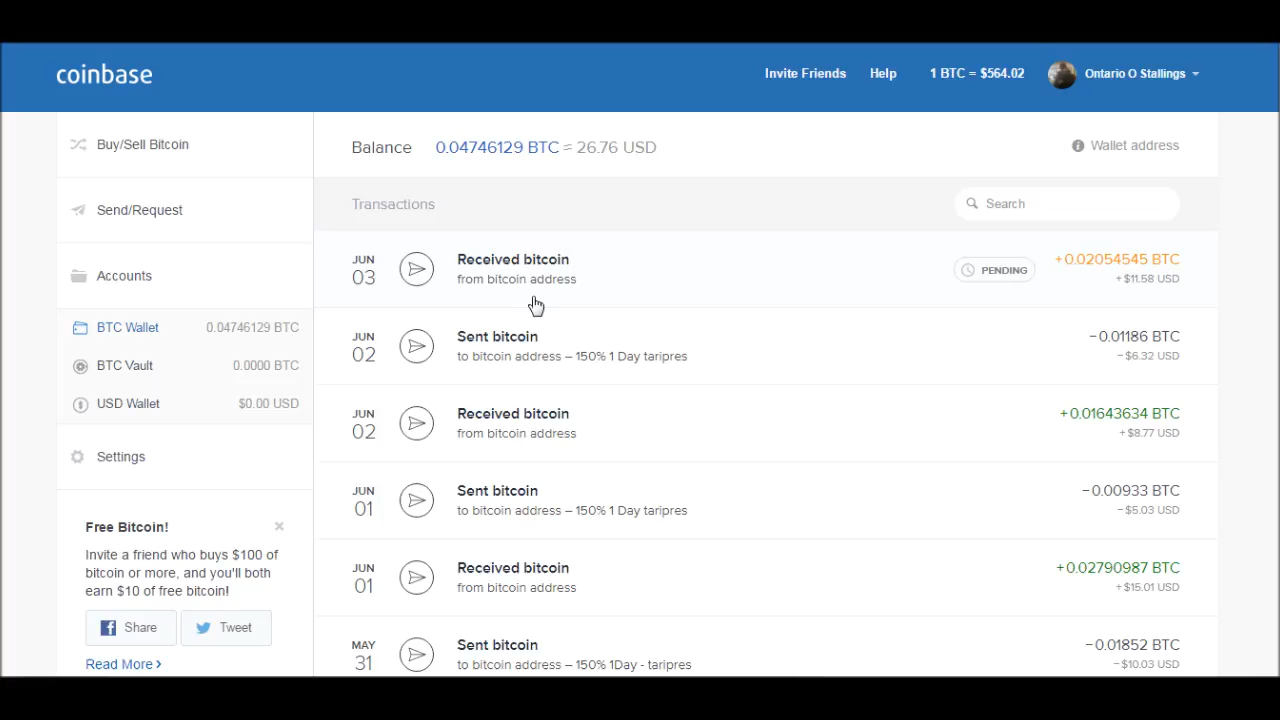 coinbase
Invite Friends Help 1 BTC = $564.02 Ontario O Stallings
Buy/Sell Bitcoin
Send/Request
Accounts
BTC Wallet 0.04746129 BTC
BTC Vault 0.0000 BTC
USD Wallet $0.00 USD
Settings
Free Bitcoin!
Invite a friend who buys $100 of
bitcoin or more, and you'll both
earn $10 of free bitcoin!
Share Tweet
Read More
Balance 0.04746129 BTC = 26.76 USD
Wallet address
Transactions
Search
JUN
03
Received bitcoin
from bitcoin address
PENDING
+0.02054545 BTC
+$11.58 USD
JUN
02
Sent bitcoin
to bitcoin address – 150% 1 Day taripres
−0.01186 BTC
−$6.32 USD
JUN
02
Received bitcoin
from bitcoin address
+0.01643634 BTC
+$8.77 USD
JUN
01
Sent bitcoin
to bitcoin address – 150% 1 Day taripres
−0.00933 BTC
−$5.03 USD
JUN
01
Received bitcoin
from bitcoin address
+0.02790987 BTC
+$15.01 USD
MAY
31
Sent bitcoin
to bitcoin address – 150% 1Day - taripres
−0.01852 BTC
−$10.03 USD